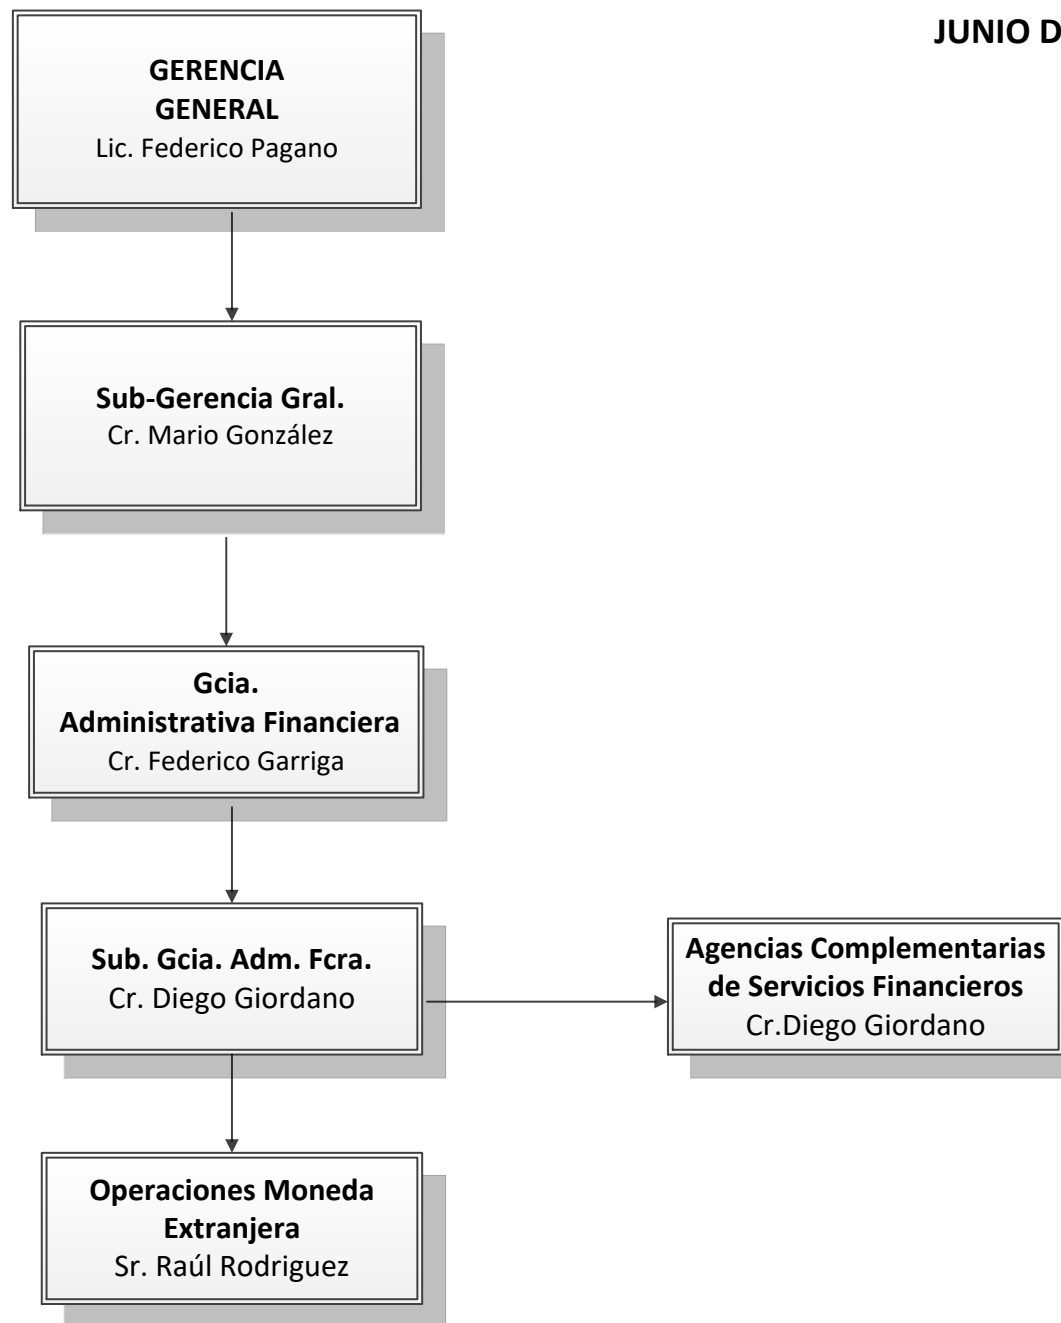 JUNIO D
GERENCIA
GENERAL
Lic. Federico Pagano
Sub-Gerencia Gral.
Cr. Mario González
Gcia.
Administrativa Financiera
Cr. Federico Garriga
Sub. Gcia. Adm. Fcra.
Cr. Diego Giordano
Agencias Complementarias
de Servicios Financieros
Cr.Diego Giordano
Operaciones Moneda
Extranjera
Sr. Raúl Rodriguez